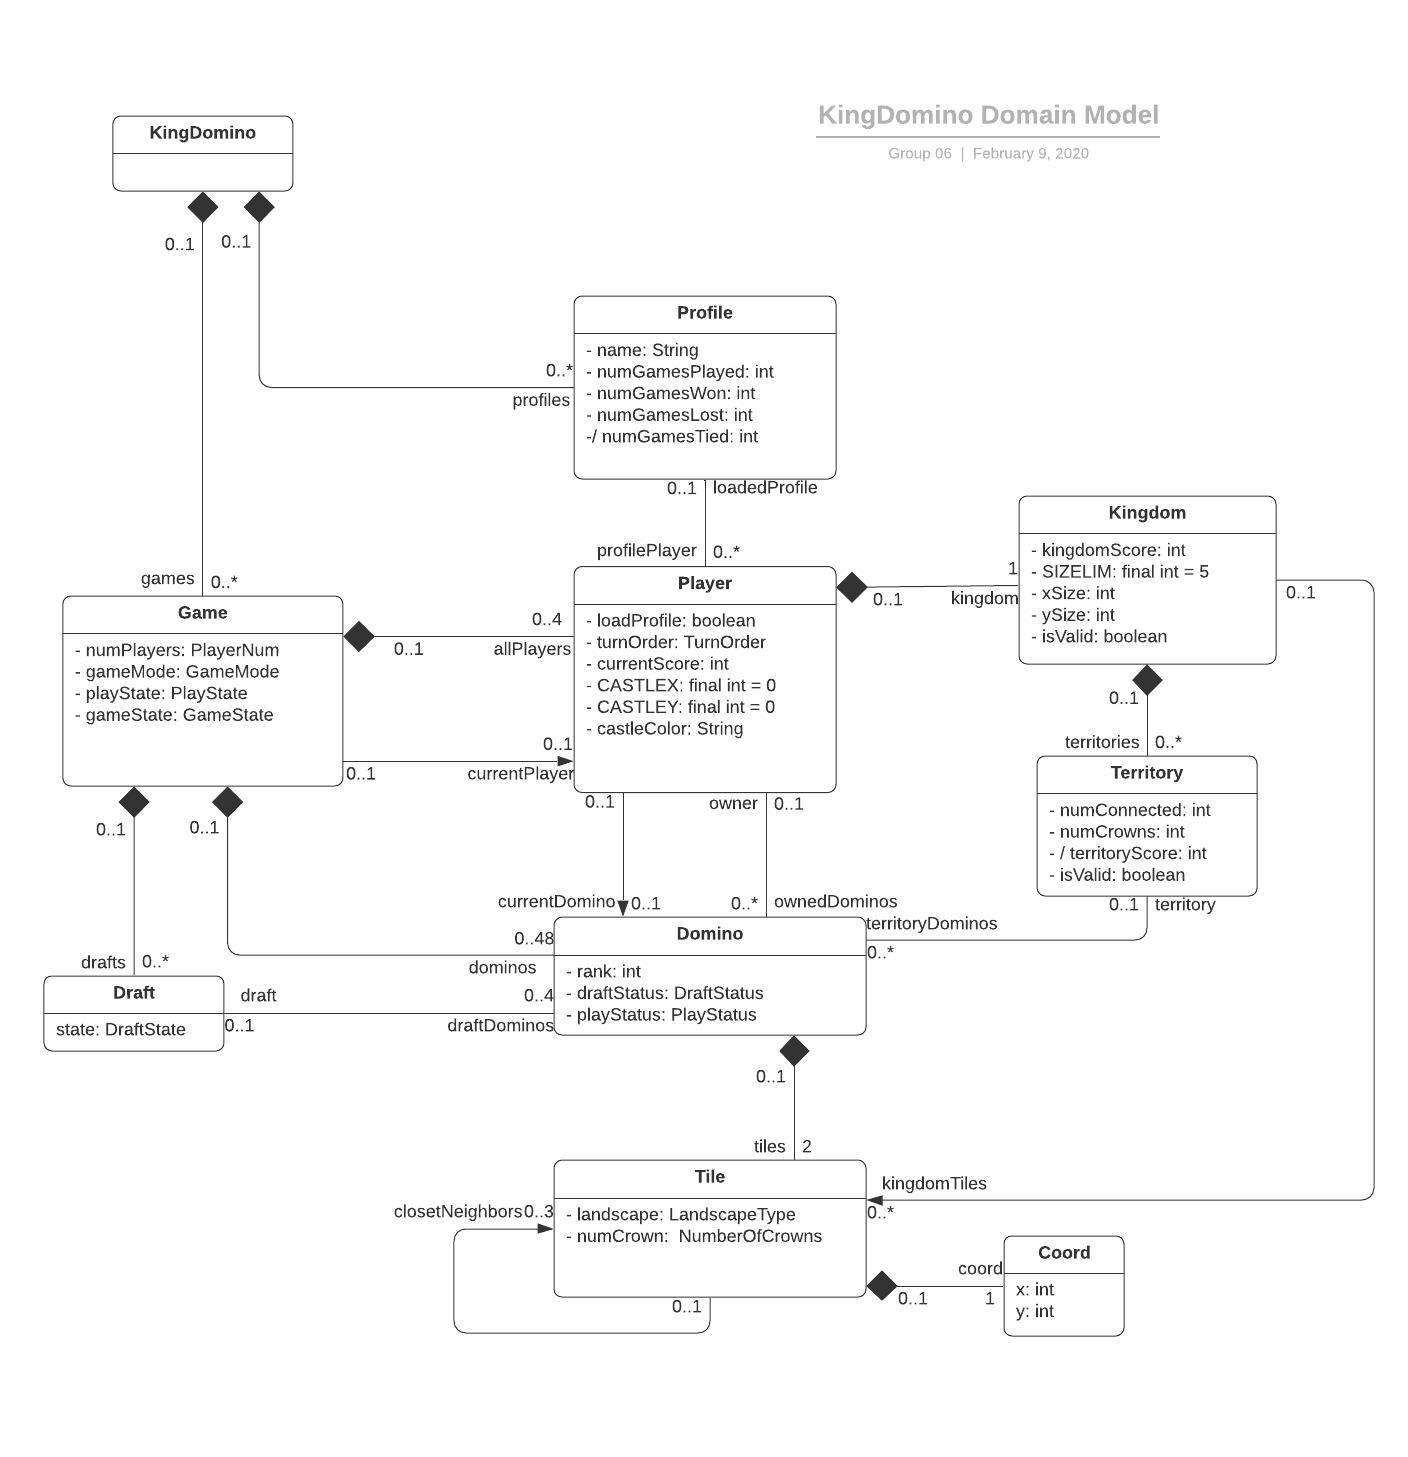 KingDomino Domain Model
Group 06 | February 9, 2020
KingDomino
0..1
0..1
Profile
- name: String
- numGamesPlayed: int
- numGamesWon: int
- numGamesLost: int
-/ numGamesTied: int
0..*
profiles
0..1
loadedProfile
profilePlayer
0..*
games
0..*
Game
- numPlayers: PlayerNum
- gameMode: GameMode
- playState: PlayState
- gameState: GameState
0..1
0..4
allPlayers
Player
- loadProfile: boolean
- turnOrder: TurnOrder
- currentScore: int
- CASTLEX: final int = 0
- CASTLEY: final int = 0
- castleColor: String
0..1
1
kingdom
Kingdom
- kingdomScore: int
- SIZELIM: final int = 5
- xSize: int
- ySize: int
- isValid: boolean
0..1
0..1
territories
0..*
0..1
currentPlayer
0..1
Territory
- numConnected: int
- numCrowns: int
- / territoryScore: int
- isValid: boolean
0..1
0..1
0..1
owner
0..1
currentDomino
0..1
0..*
ownedDominos
0..1
territory
territoryDominos
0..*
0..48
dominos
Domino
- rank: int
- draftStatus: DraftStatus
- playStatus: PlayStatus
drafts
0..*
Draft
state: DraftState
draft
0..1
0..4
draftDominos
0..1
tiles
2
Tile
- landscape: LandscapeType
- numCrown: NumberOfCrowns
kingdomTiles
0..*
closetNeighbors
0..3
0..1
0..1
coord
1
Coord
x: int
y: int